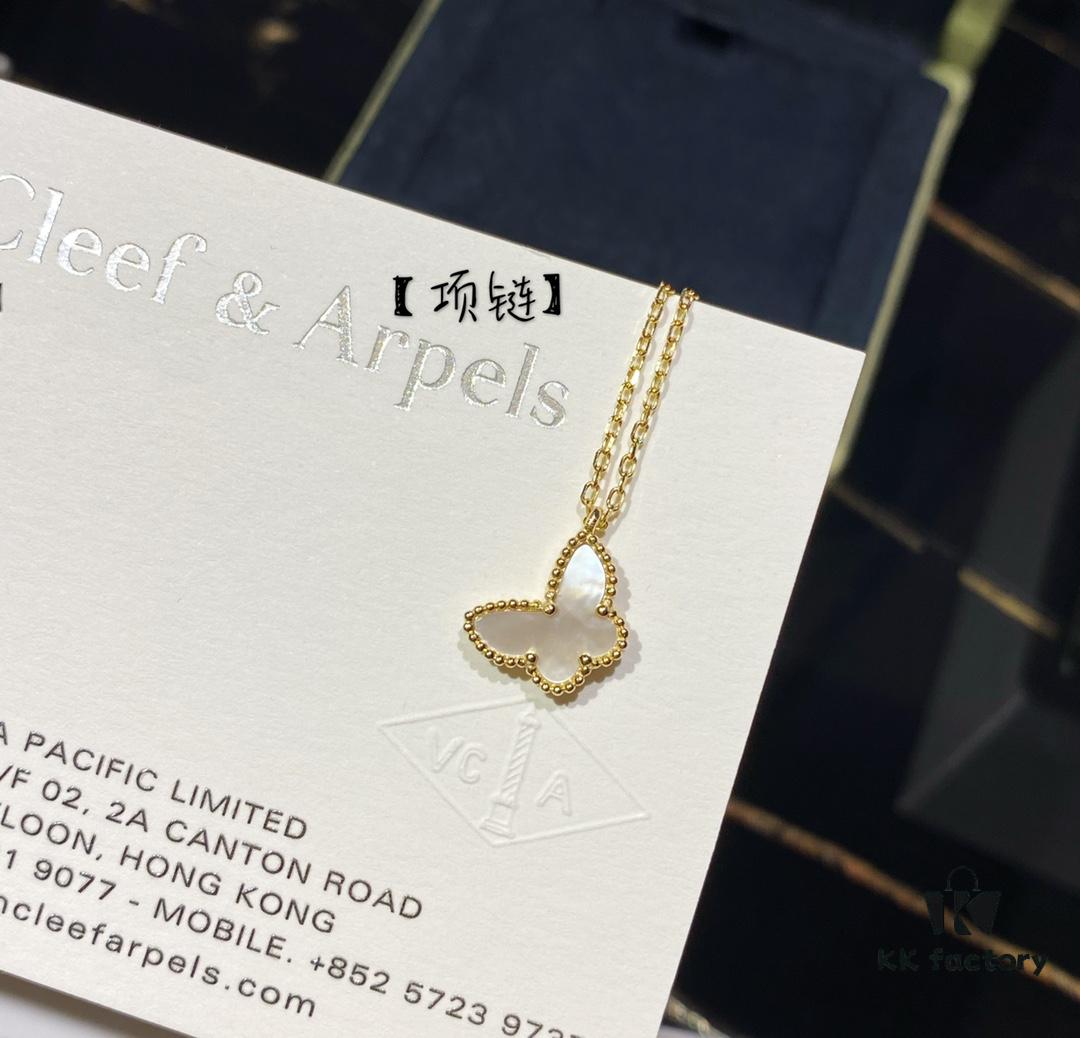 Cleef & Arpels
【项链】
A PACIFIC LIMITED
/F 02, 2A CANTON ROAD
LOON, HONG KONG
1 9077 - MOBILE. +852 5723 973
ncleefarpels.com
VC A
K
KK factory